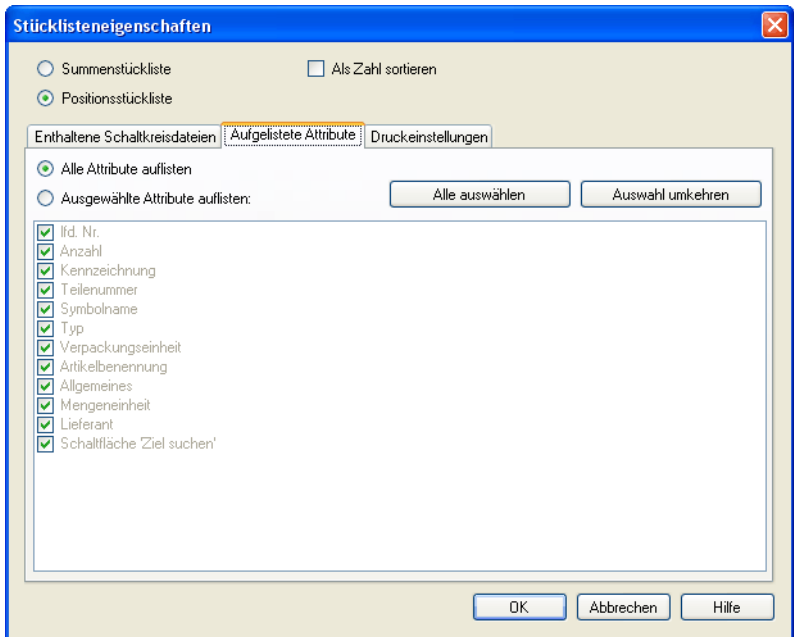 Stücklisteneigenschaften
Summenstückliste
Als Zahl sortieren
Positionsstückliste
Enthaltene Schaltkreisdateien
Aufgelistete Attribute
Druckeinstellungen
Alle Attribute auflisten
Ausgewählte Attribute auflisten:
Alle auswählen
Auswahl umkehren
lfd. Nr.
Anzahl
Kennzeichnung
Teilenummer
Symbolname
Typ
Verpackungseinheit
Artikelbenennung
Allgemeines
Mengeneinheit
Lieferant
Schaltfläche 'Ziel suchen'
OK
Abbrechen
Hilfe